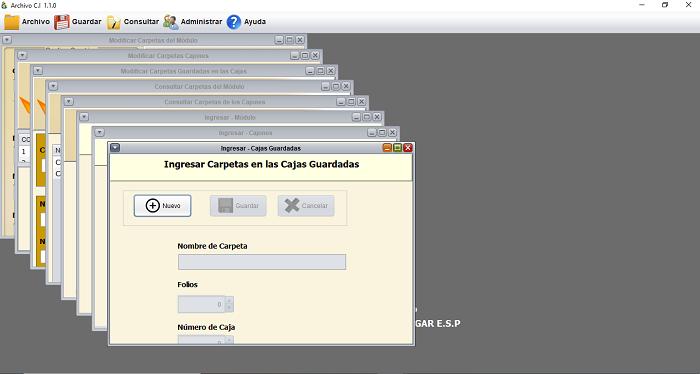 Archivo C.I 1.1.0
Archivo Guardar Consultar Administrar Ayuda
Modificar Carpetas del Módulo
Modificar Carpetas Cajones
Modificar Carpetas Guardadas en las Cajas
Consultar Carpetas del Módulo
Consultar Carpetas de los Cajones
Ingresar - Módulo
Ingresar - Cajones
Ingresar - Cajas Guardadas
Ingresar Carpetas en las Cajas Guardadas
Nuevo Guardar Cancelar
Nombre de Carpeta
Folios
0
Número de Caja
GAR E.S.P